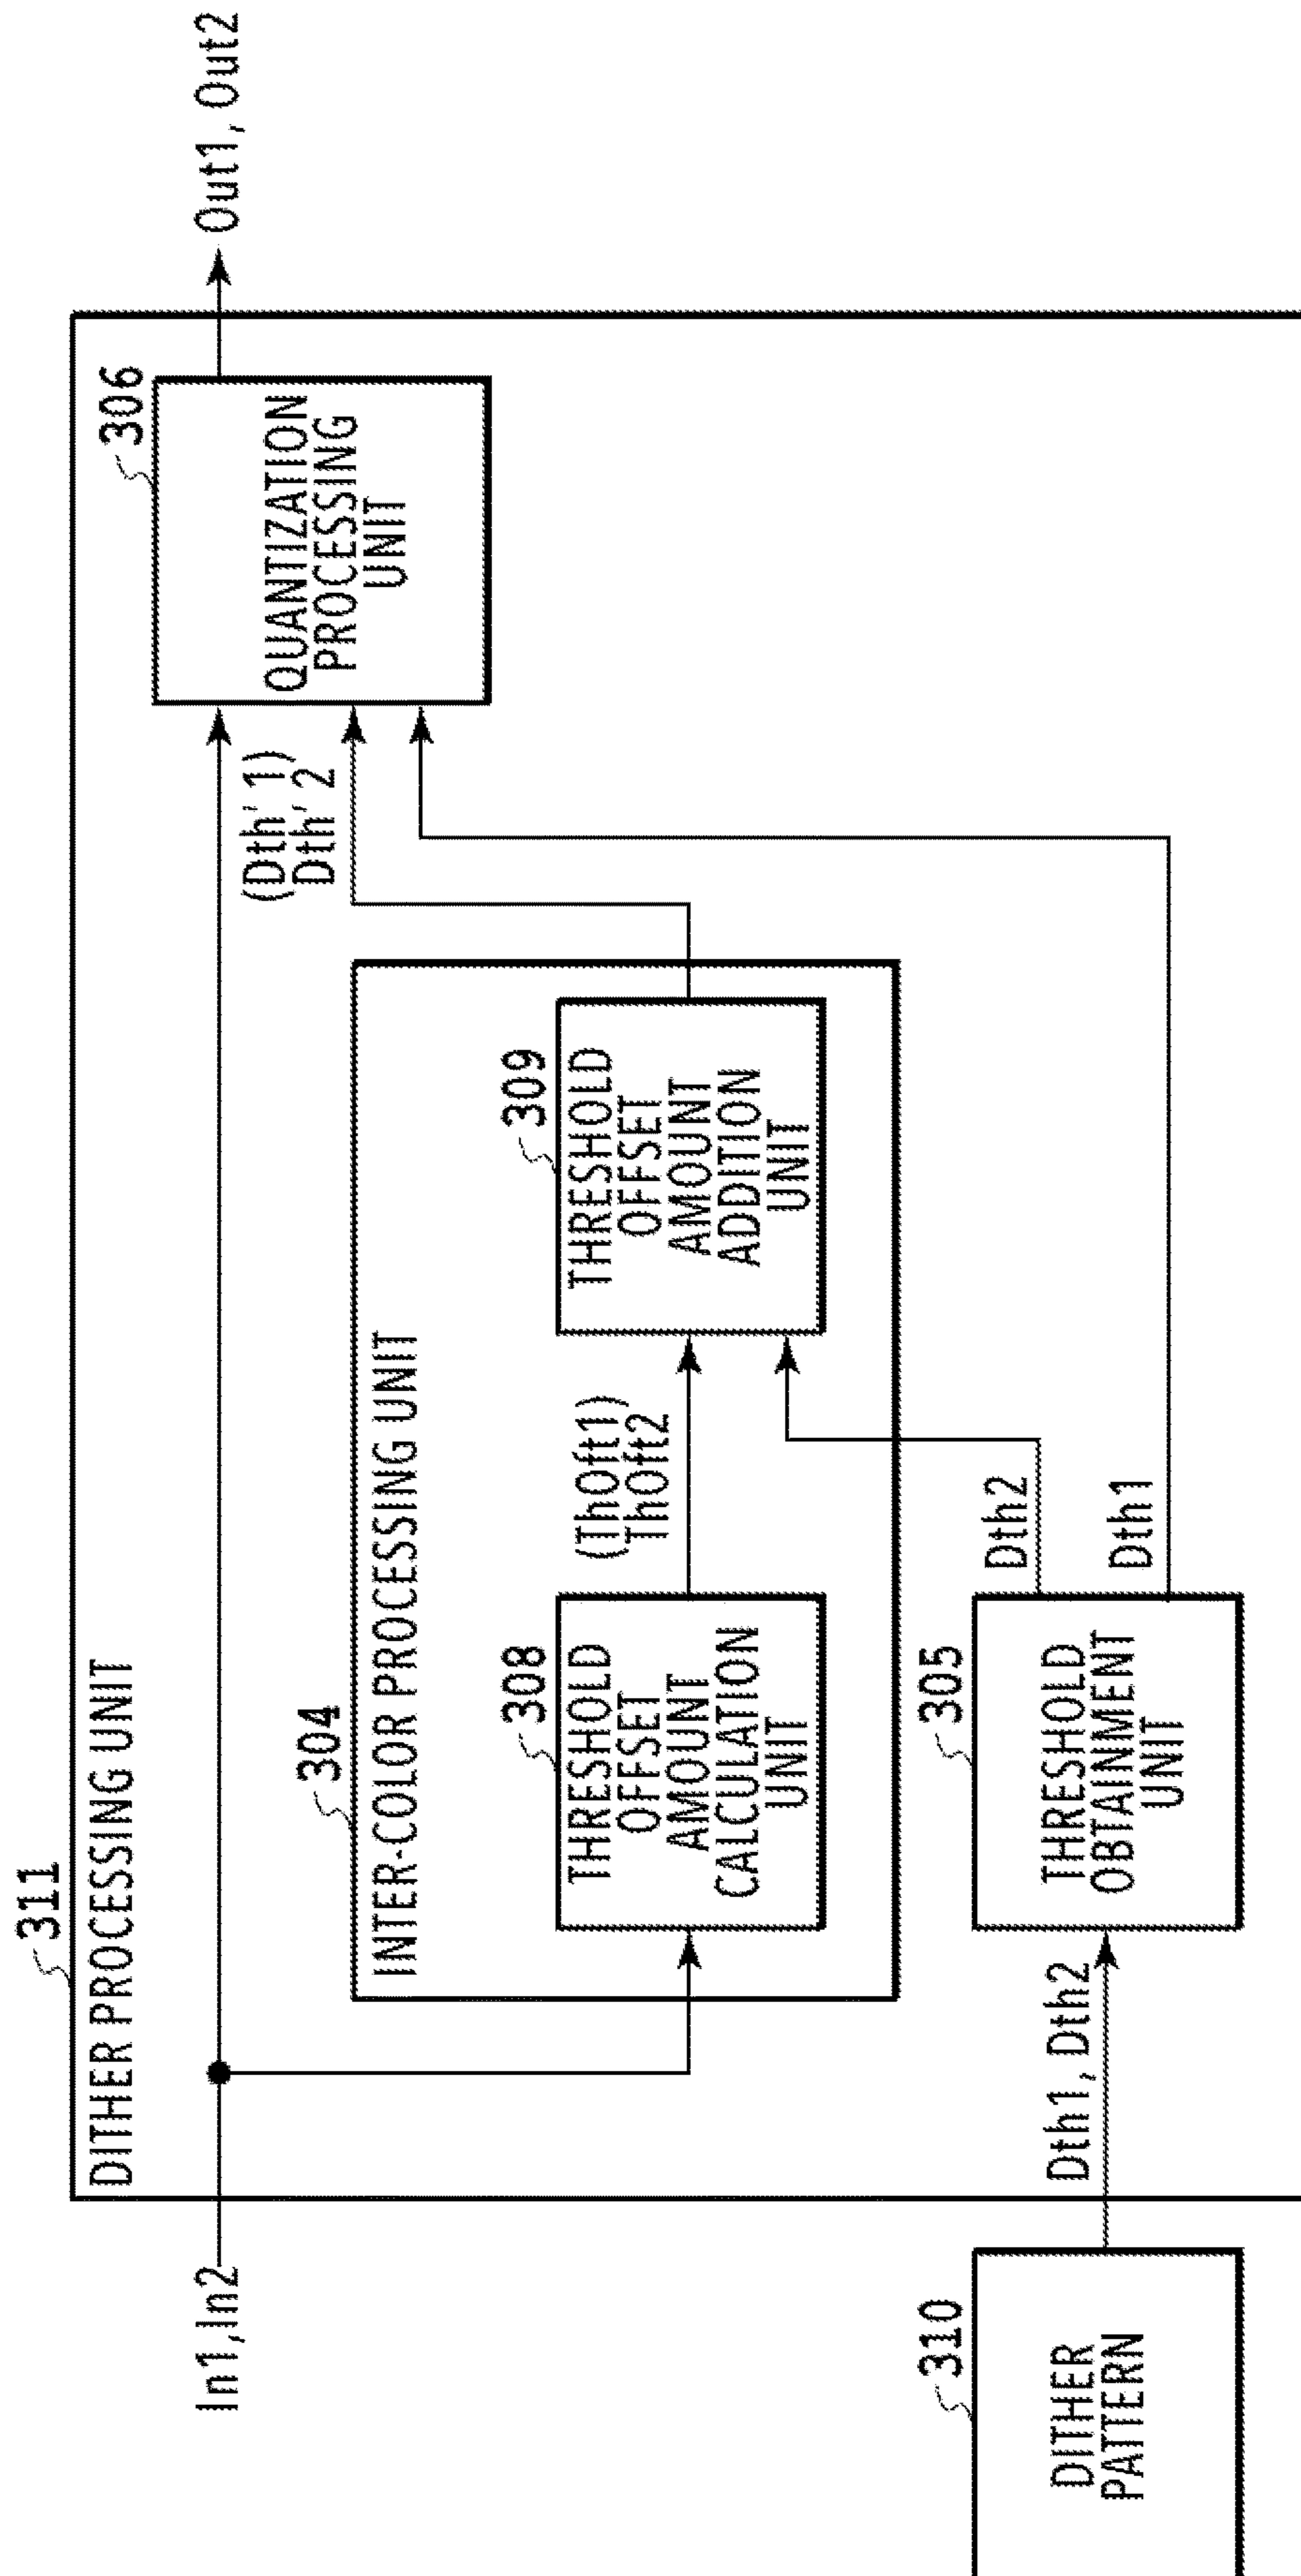 311
DITHER PROCESSING UNIT
In1,In2
Out1, Out2
306
QUANTIZATION
PROCESSING
UNIT
(Dth' 1)
Dth' 2
304
INTER-COLOR PROCESSING UNIT
308
THRESHOLD
OFFSET
AMOUNT
CALCULATION
UNIT
(ThOft1)
ThOft2
309
THRESHOLD
OFFSET
AMOUNT
ADDITION
UNIT
310
DITHER
PATTERN
Dth1, Dth2
305
THRESHOLD
OBTAINMENT
UNIT
Dth2
Dth1